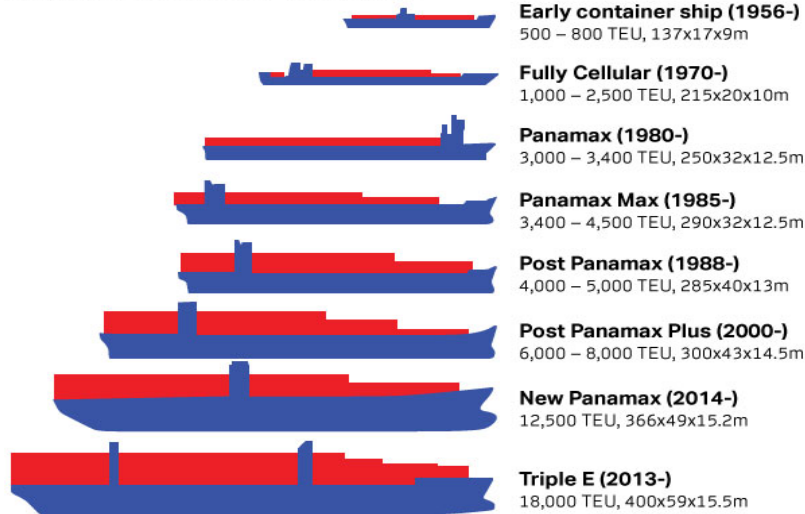 Early container ship (1956-)
500 – 800 TEU, 137x17x9m
Fully Cellular (1970-)
1,000 – 2,500 TEU, 215x20x10m
Panamax (1980-)
3,000 – 3,400 TEU, 250x32x12.5m
Panamax Max (1985-)
3,400 – 4,500 TEU, 290x32x12.5m
Post Panamax (1988-)
4,000 – 5,000 TEU, 285x40x13m
Post Panamax Plus (2000-)
6,000 – 8,000 TEU, 300x43x14.5m
New Panamax (2014-)
12,500 TEU, 366x49x15.2m
Triple E (2013-)
18,000 TEU, 400x59x15.5m